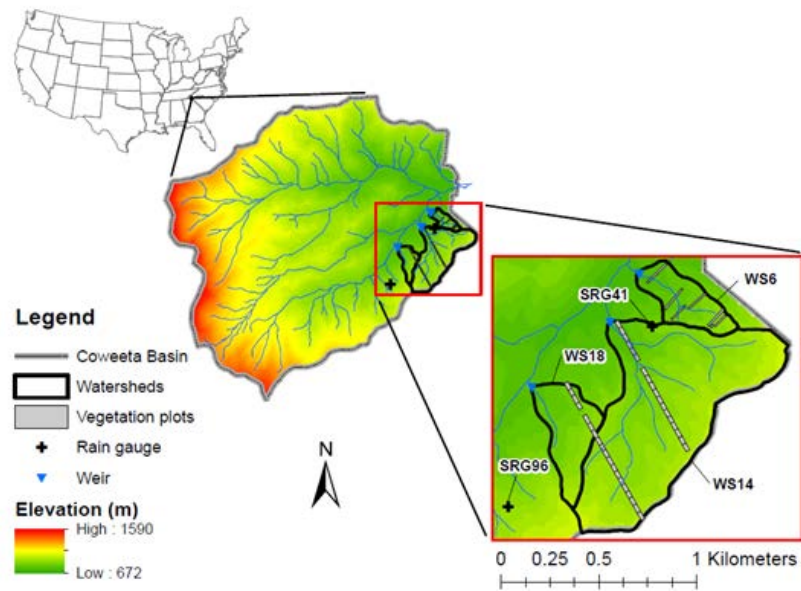 Legend
Coweeta Basin
Watersheds
Vegetation plots
Rain gauge
Weir
Elevation (m)
High : 1590
Low : 672
N
WS6
SRG41
WS18
WS14
SRG96
0 0.25 0.5 1 Kilometers